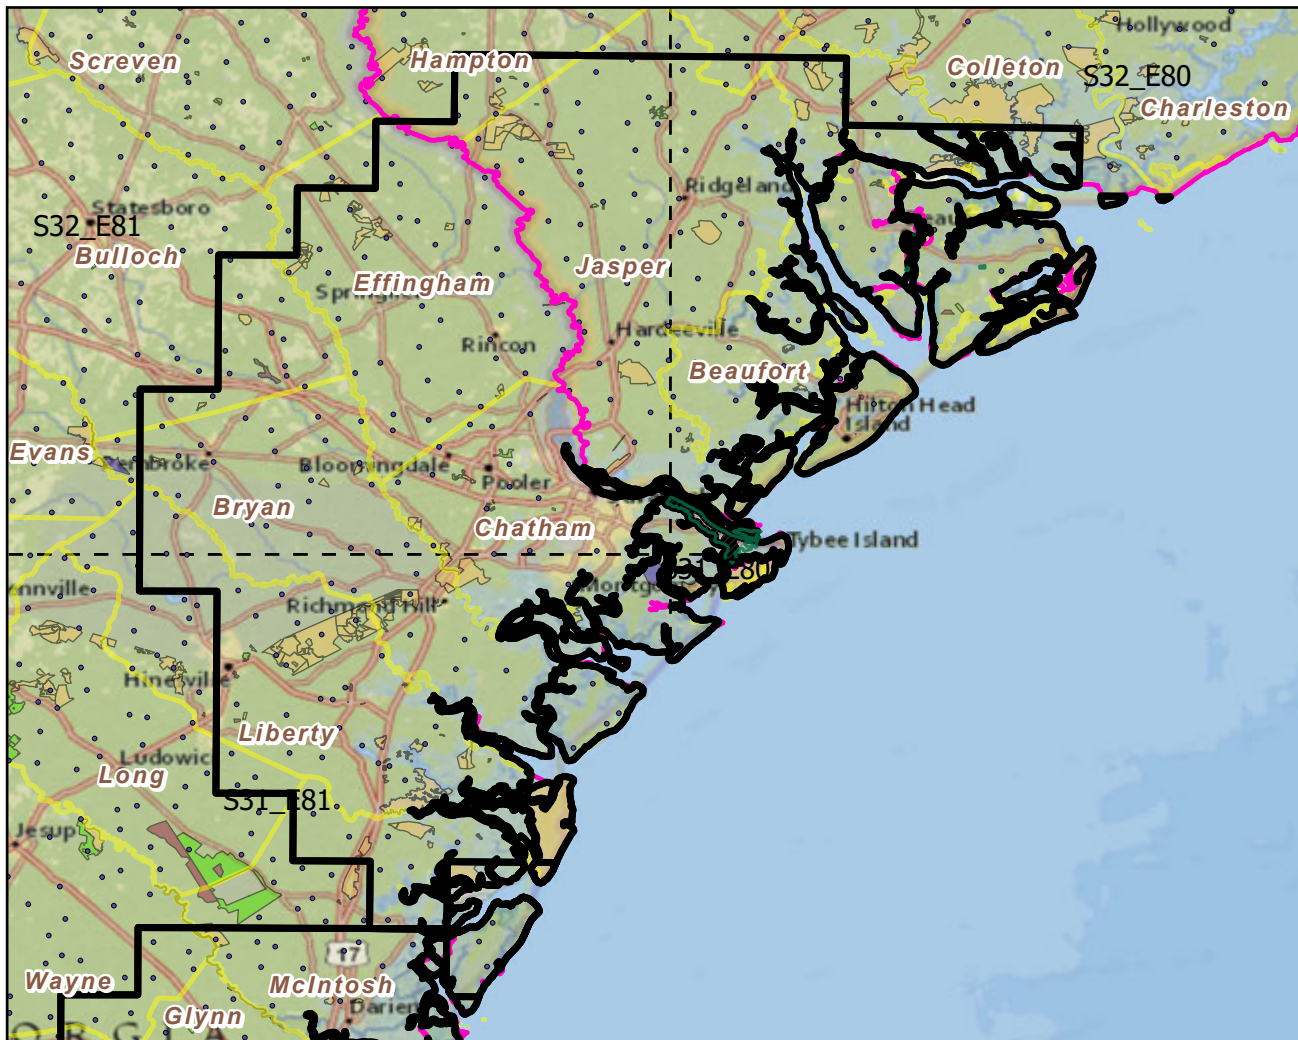 Hollywood
Screven
Hampton
Colleton
S32_E80
Charleston
Ridgeland
Statesboro
S32_E81
Bulloch
Jasper
Effingham
Rincon
Hardeeville
Beaufort
Hilton Head
Island
Evans
Bloomingdale
Pooler
Bryan
Chatham
Tybee Island
Richmond Hill
Hinesville
Liberty
Ludowici
Long
S31_E81
Jesup
17
Wayne
McIntosh
Darien
Glynn